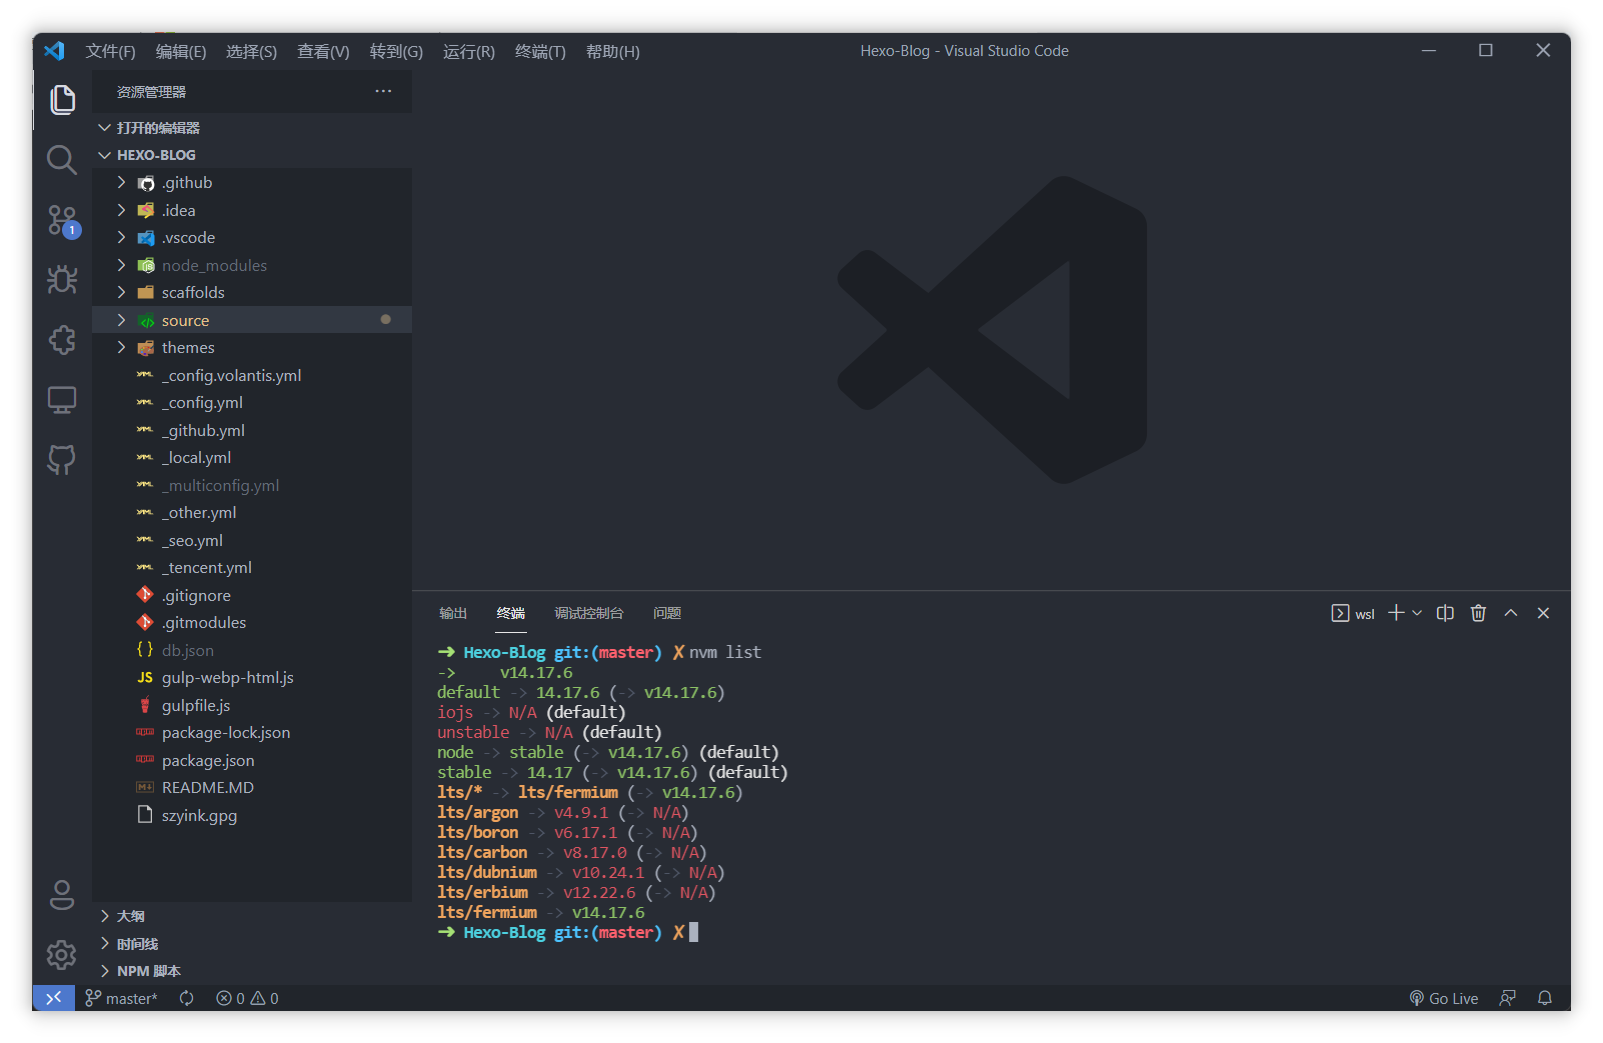 文件(F) 编辑(E) 选择(S) 查看(V) 转到(G) 运行(R) 终端(T) 帮助(H) Hexo-Blog - Visual Studio Code
资源管理器 ···
打开的编辑器
HEXO-BLOG
.github
.idea
.vscode
node_modules
scaffolds
source
themes
_config.volantis.yml
_config.yml
_github.yml
_local.yml
_multiconfig.yml
_other.yml
_seo.yml
_tencent.yml
.gitignore
.gitmodules
db.json
JS gulp-webp-html.js
gulpfile.js
package-lock.json
package.json
README.MD
szyink.gpg
大纲
时间线
NPM 脚本
1
输出 终端 调试控制台 问题 wsl
➜ Hexo-Blog git:(master) ✗ nvm list
-> v14.17.6
default -> 14.17.6 (-> v14.17.6)
iojs -> N/A (default)
unstable -> N/A (default)
node -> stable (-> v14.17.6) (default)
stable -> 14.17 (-> v14.17.6) (default)
lts/* -> lts/fermium (-> v14.17.6)
lts/argon -> v4.9.1 (-> N/A)
lts/boron -> v6.17.1 (-> N/A)
lts/carbon -> v8.17.0 (-> N/A)
lts/dubnium -> v10.24.1 (-> N/A)
lts/erbium -> v12.22.6 (-> N/A)
lts/fermium -> v14.17.6
➜ Hexo-Blog git:(master) ✗
master* 0 0 Go Live